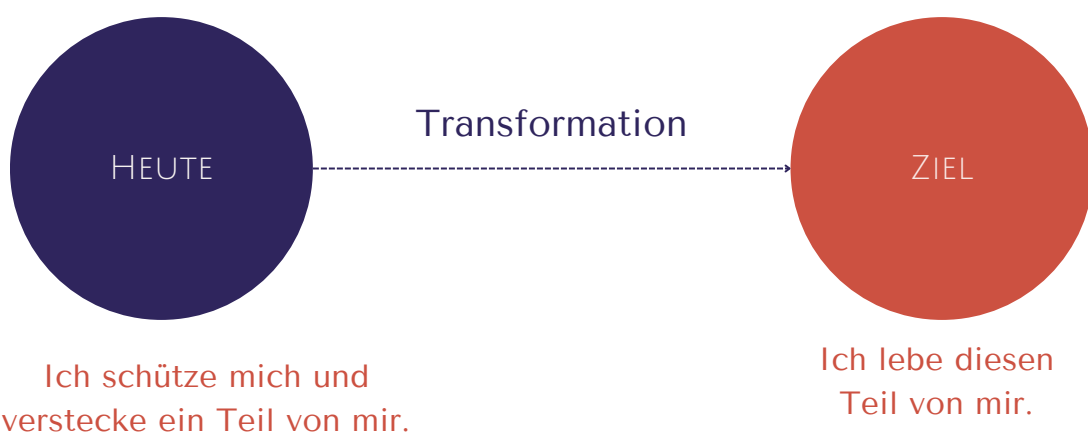 Transformation
HEUTE
ZIEL
Ich schütze mich und
verstecke ein Teil von mir.
Ich lebe diesen
Teil von mir.